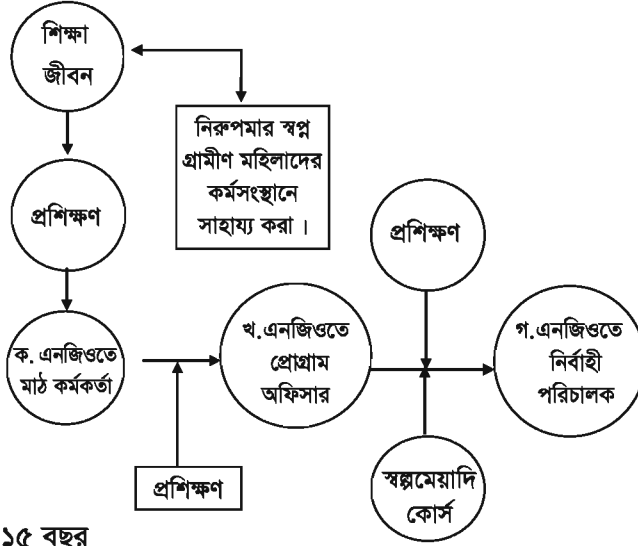 শিক্ষা
জীবন
নিরুপমার স্বপ্ন
গ্রামীণ মহিলাদের
কর্মসংস্থানে
সাহায্য করা ।
প্রশিক্ষণ
প্রশিক্ষণ
ক. এনজিওতে
মাঠ কর্মকর্তা
খ.এনজিওতে
প্রোগ্রাম
অফিসার
গ.এনজিওতে
নির্বাহী
পরিচালক
প্রশিক্ষণ
স্বল্পমেয়াদি
কোর্স
১৫ বছর